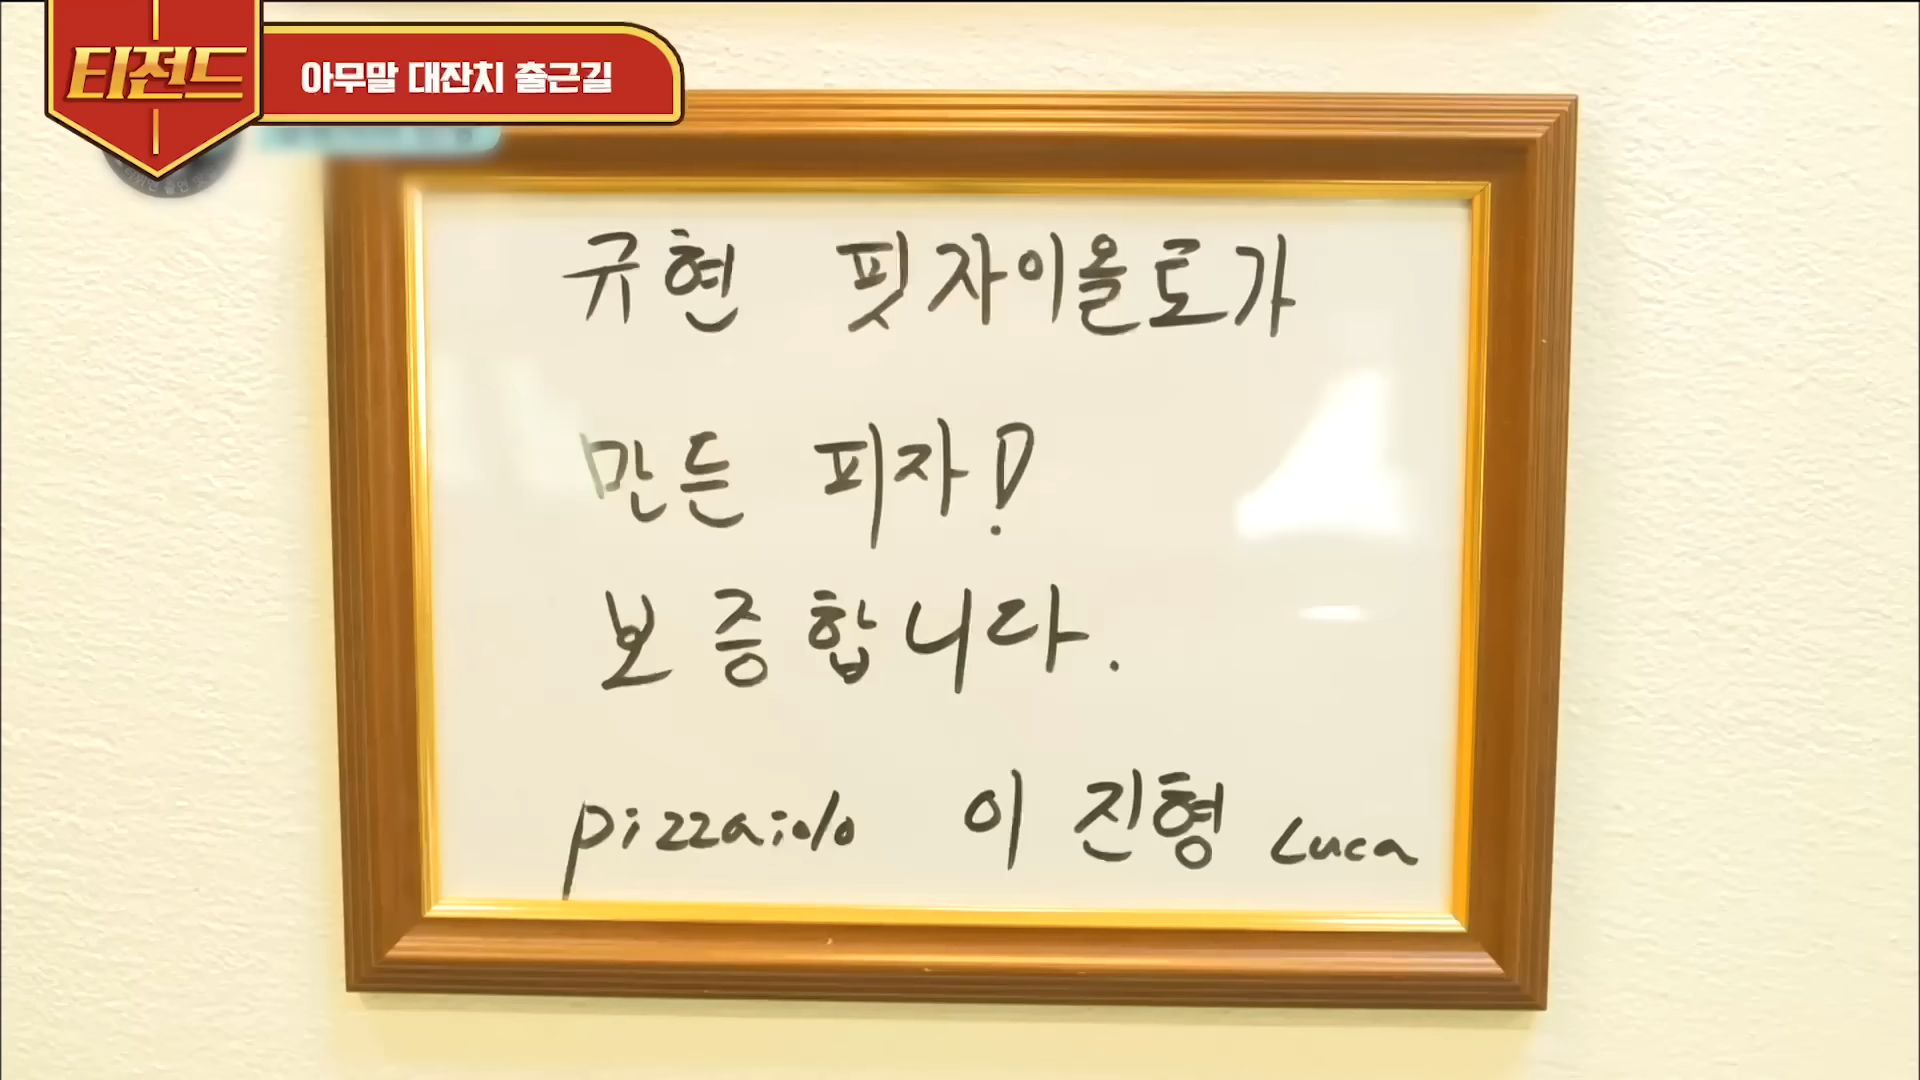 티전드
아무말 대잔치 출근길
규현 핏자이올로가
만든 피자!
보증합니다.
pizzaiolo 이진형 Luca